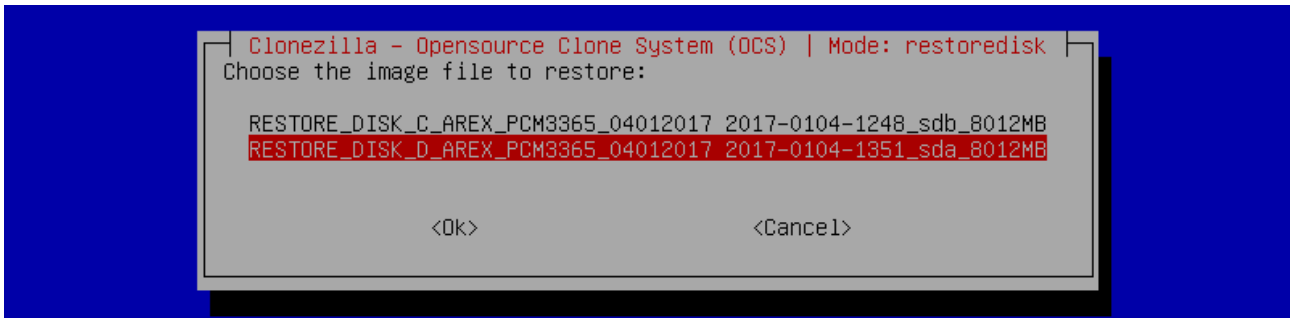 Clonezilla - Opensource Clone System (OCS) | Mode: restoredisk
Choose the image file to restore:
RESTORE_DISK_C_AREX_PCM3365_04012017 2017-0104-1248_sdb_8012MB
RESTORE_DISK_D_AREX_PCM3365_04012017 2017-0104-1351_sda_8012MB
<Ok> <Cancel>